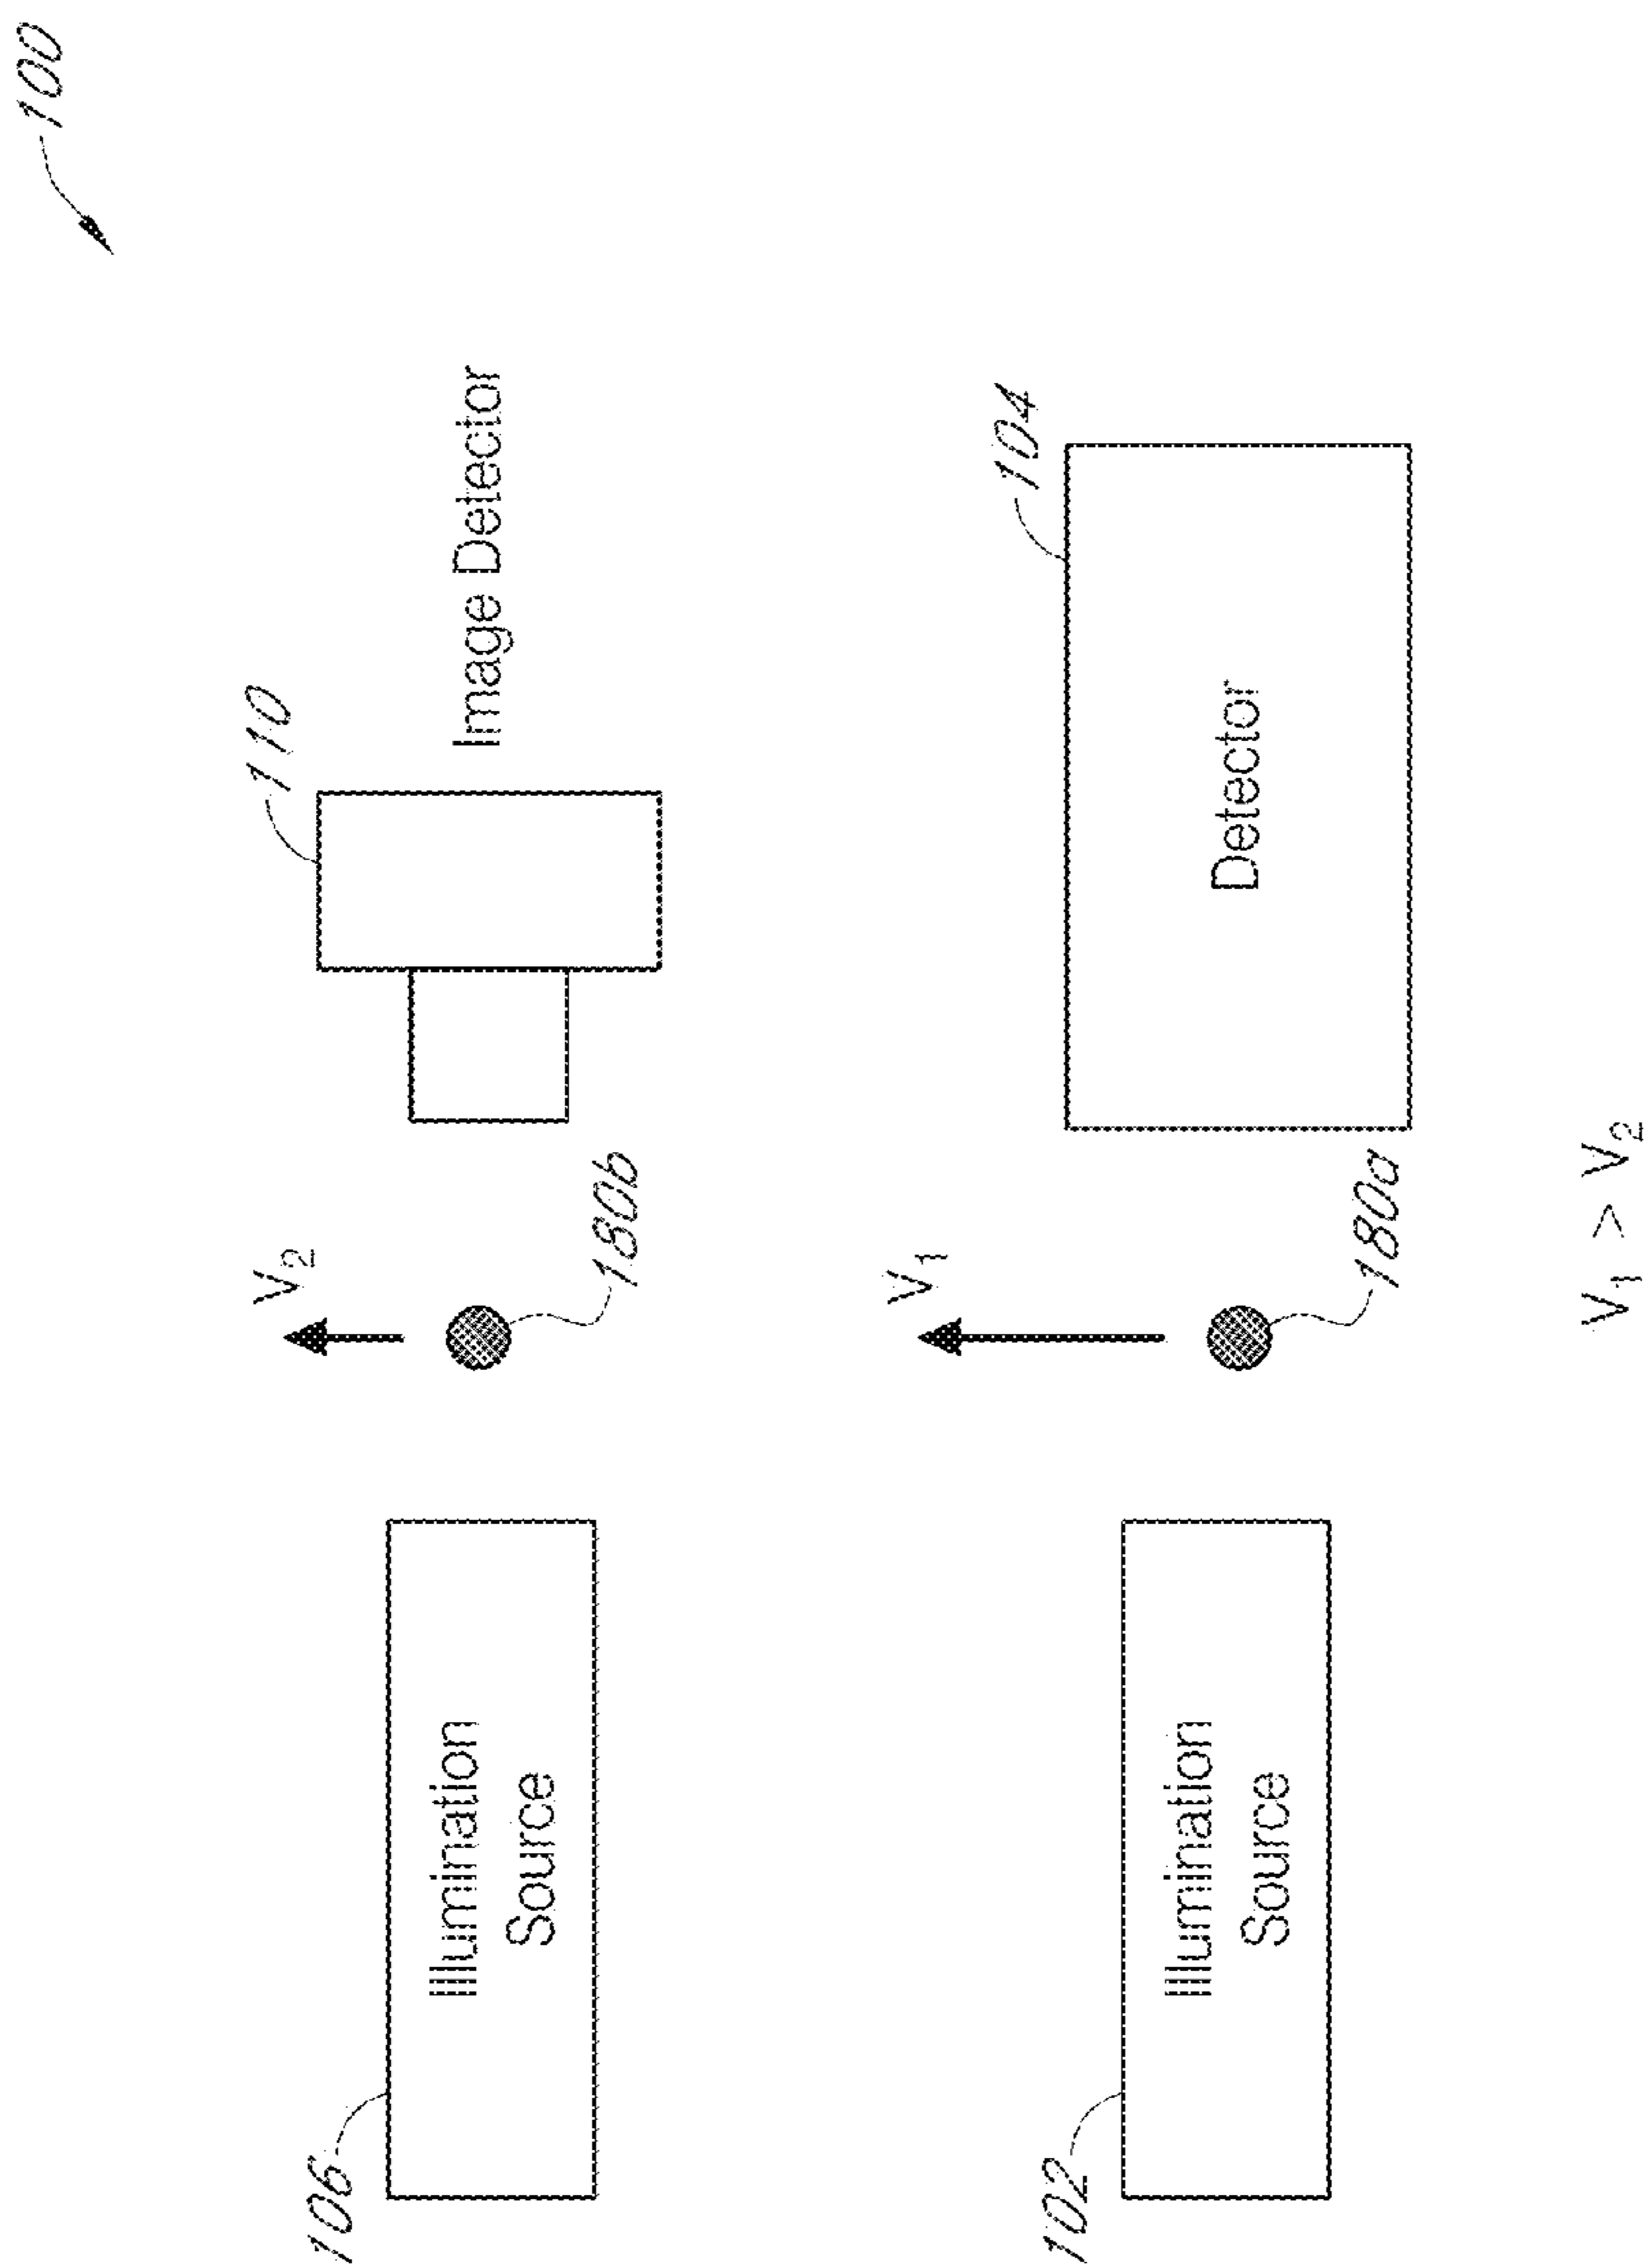 100
106
V₂
110
Illumination
Source
180b
Image Detector
102
V₁
104
Illumination
Source
180a
Detector
V₁ > V₂